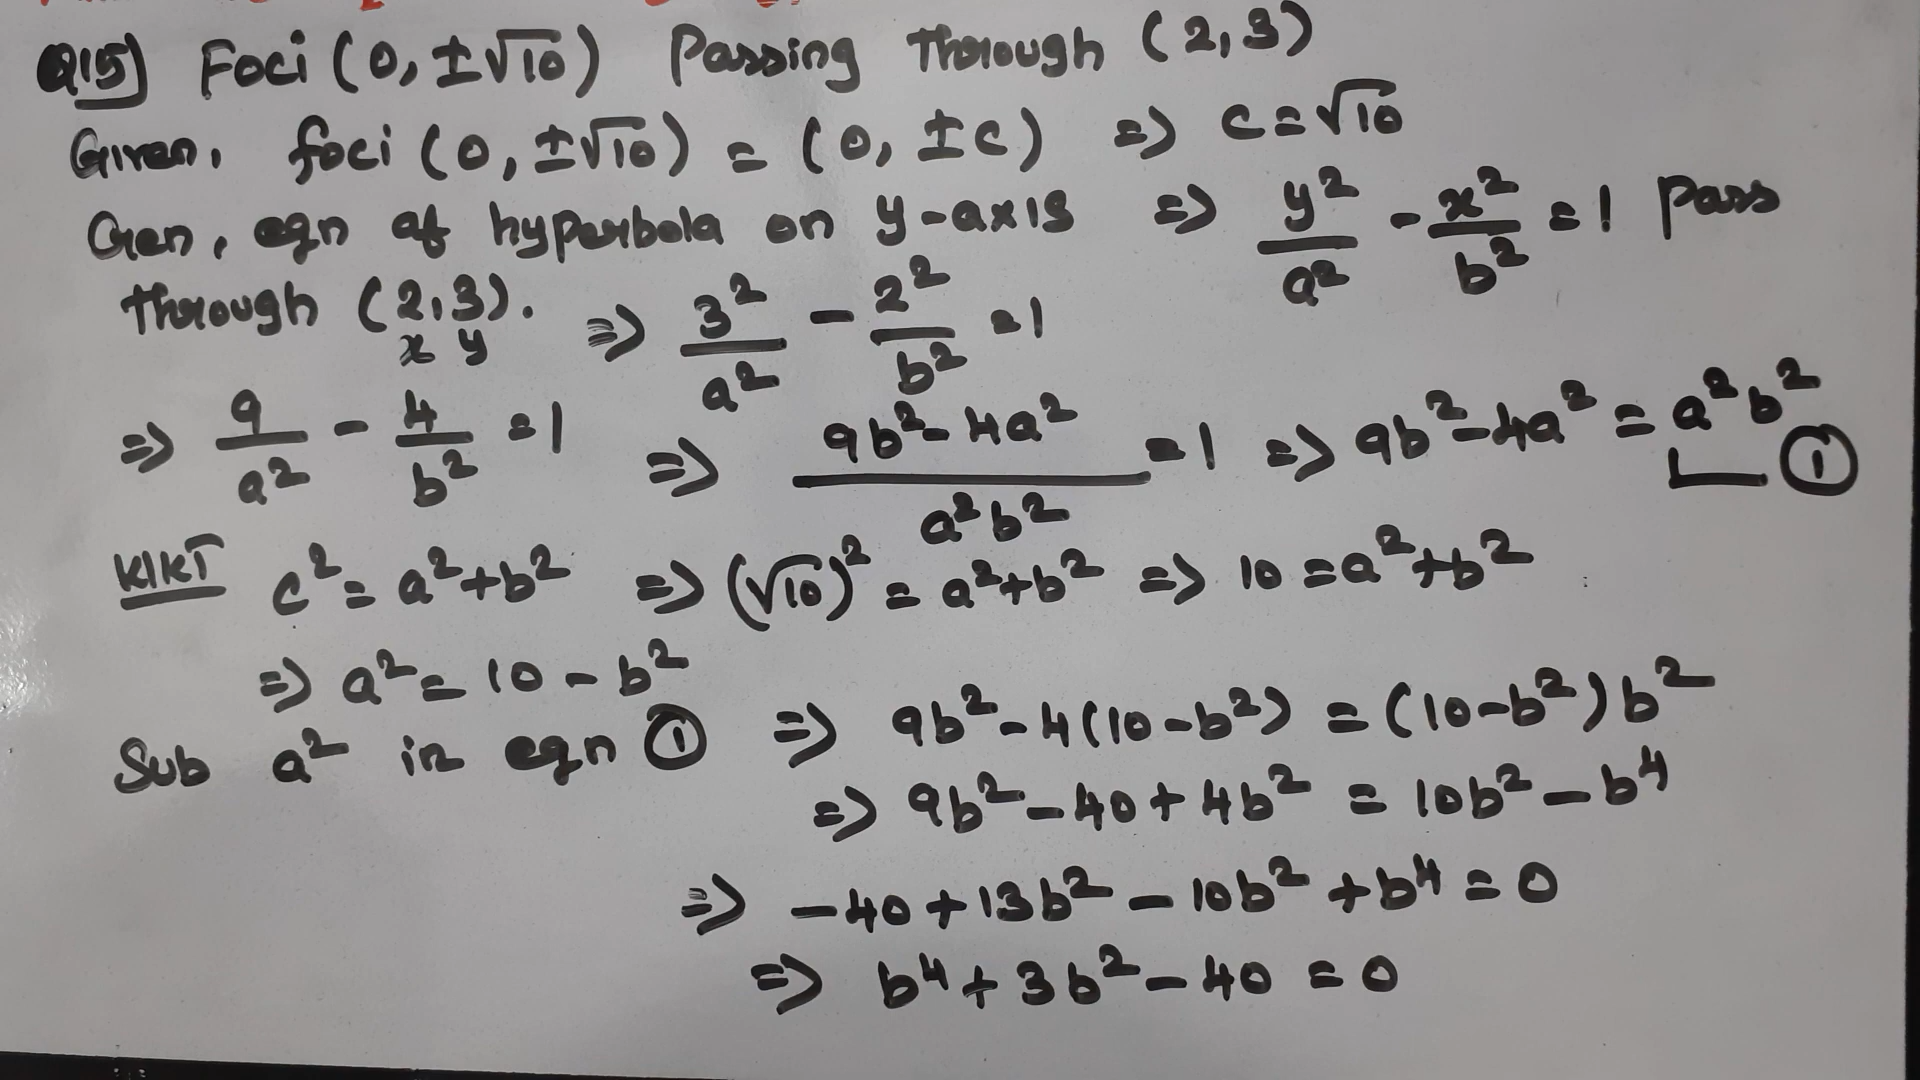 Q15) Foci (0, ±√10) Passing Through (2,3)
Given, foci (0, ±√10) = (0, ±c) => c=√10
Gen, eqn of hyperbola on y-axis => y²/a² - x²/b² =1 Pass
through (2,3). => 3²/a² - 2²/b² =1
x y
=> 9/a² - 4/b² =1 => (9b²-4a²)/(a²b²) =1 => 9b²-4a² = a²b² ①
KIKT c²= a²+b² => (√10)² = a²+b² => 10 =a²+b²
=> a²= 10 - b²
Sub a² in eqn ① => 9b²-4(10-b²) = (10-b²)b²
=> 9b²-40+4b² = 10b²-b⁴
=> -40+13b²-10b²+b⁴ =0
=> b⁴+3b²-40 =0